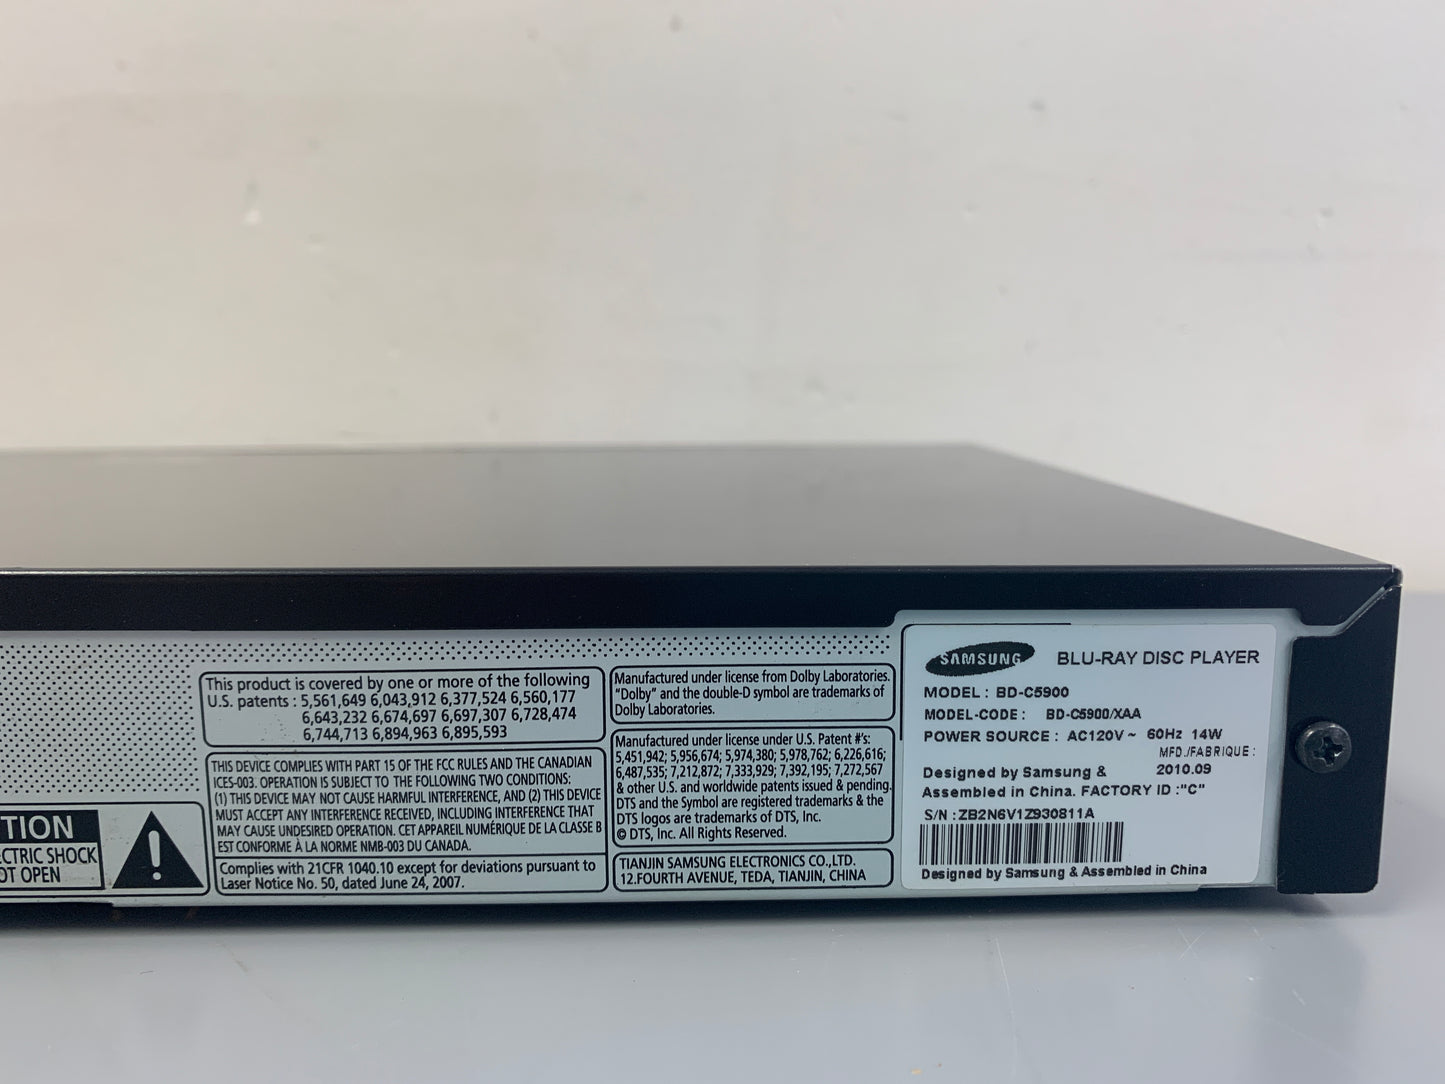 TION
ECTRIC SHOCK
OT OPEN
This product is covered by one or more of the following
U.S. patents : 5,561,649 6,043,912 6,377,524 6,560,177
6,643,232 6,674,697 6,697,307 6,728,474
6,744,713 6,894,963 6,895,593
THIS DEVICE COMPLIES WITH PART 15 OF THE FCC RULES AND THE CANADIAN
ICES-003. OPERATION IS SUBJECT TO THE FOLLOWING TWO CONDITIONS:
(1) THIS DEVICE MAY NOT CAUSE HARMFUL INTERFERENCE, AND (2) THIS DEVICE
MUST ACCEPT ANY INTERFERENCE RECEIVED, INCLUDING INTERFERENCE THAT
MAY CAUSE UNDESIRED OPERATION. CET APPAREIL NUMÉRIQUE DE LA CLASSE B
EST CONFORME À LA NORME NMB-003 DU CANADA.
Complies with 21CFR 1040.10 except for deviations pursuant to
Laser Notice No. 50, dated June 24, 2007.
Manufactured under license from Dolby Laboratories.
"Dolby" and the double-D symbol are trademarks of
Dolby Laboratories.
Manufactured under license under U.S. Patent #'s:
5,451,942; 5,956,674; 5,974,380; 5,978,762; 6,226,616;
6,487,535; 7,212,872; 7,333,929; 7,392,195; 7,272,567
& other U.S. and worldwide patents issued & pending.
DTS and the Symbol are registered trademarks & the
DTS logos are trademarks of DTS, Inc.
© DTS, Inc. All Rights Reserved.
TIANJIN SAMSUNG ELECTRONICS CO.,LTD.
12.FOURTH AVENUE, TEDA, TIANJIN, CHINA
SAMSUNG BLU-RAY DISC PLAYER
MODEL : BD-C5900
MODEL-CODE : BD-C5900/XAA
POWER SOURCE : AC120V ~ 60Hz 14W
MFD./FABRIQUE :
Designed by Samsung & 2010.09
Assembled in China. FACTORY ID :"C"
S/N : ZB2N6V1Z930811A
Designed by Samsung & Assembled in China